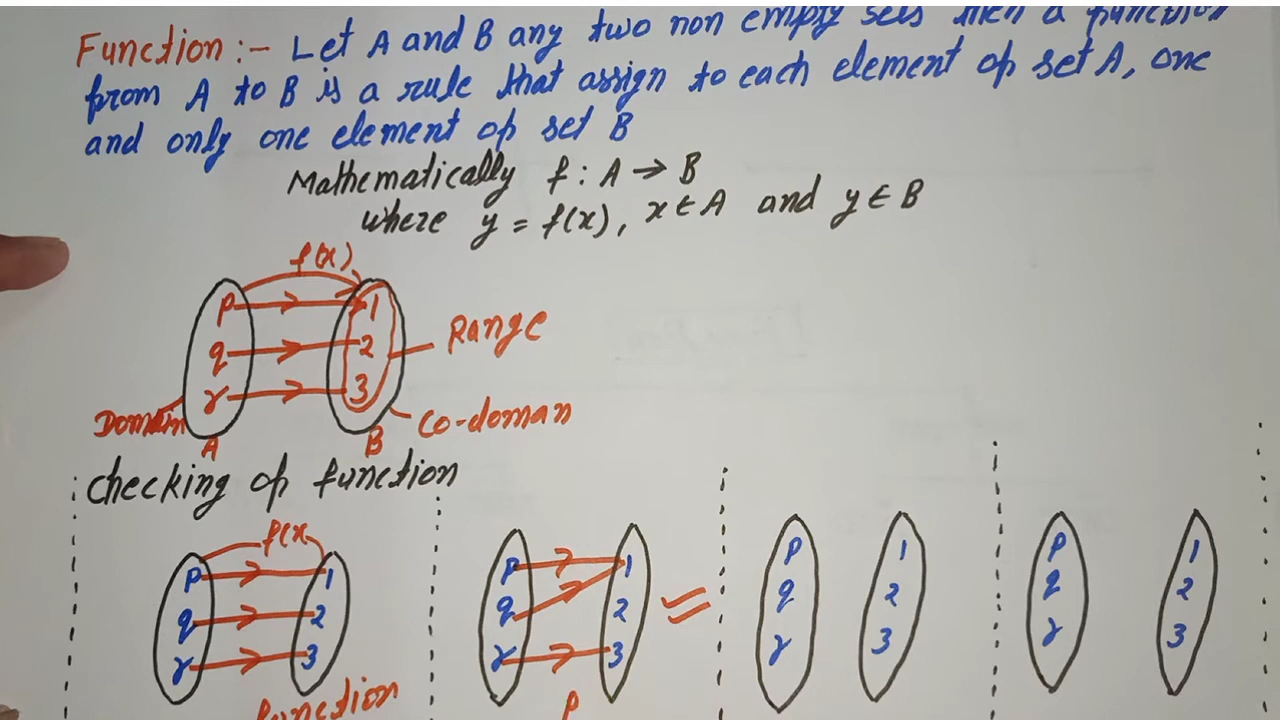 Function :- Let A and B any two non empty sets then a function
from A to B is a rule that assign to each element of set A, one
and only one element of set B
Mathematically f : A → B
where y = f(x), x ∈ A and y ∈ B
f(x)
p 1
q 2
r 3
Range
Domain
Co-doman
A B
Checking of function
f(x
p 1
q 2
r 3
function
p 1
q 2
r 3
p 1
q 2
r 3
p 1
q 2
r 3